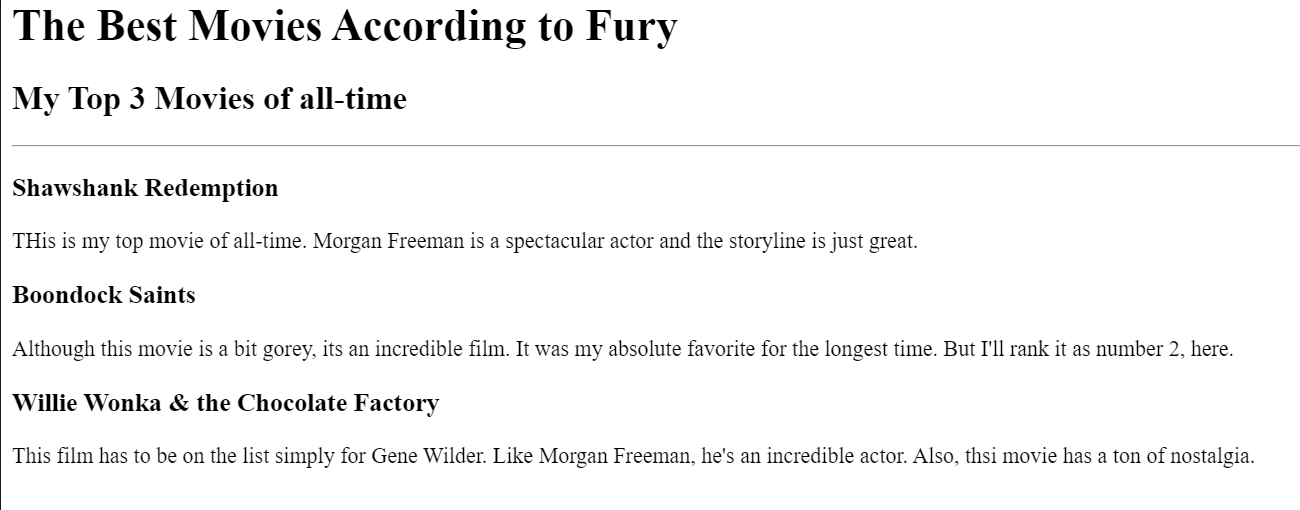 The Best Movies According to Fury
My Top 3 Movies of all-time
Shawshank Redemption
THis is my top movie of all-time. Morgan Freeman is a spectacular actor and the storyline is just great.
Boondock Saints
Although this movie is a bit gorey, its an incredible film. It was my absolute favorite for the longest time. But I'll rank it as number 2, here.
Willie Wonka & the Chocolate Factory
This film has to be on the list simply for Gene Wilder. Like Morgan Freeman, he's an incredible actor. Also, thsi movie has a ton of nostalgia.